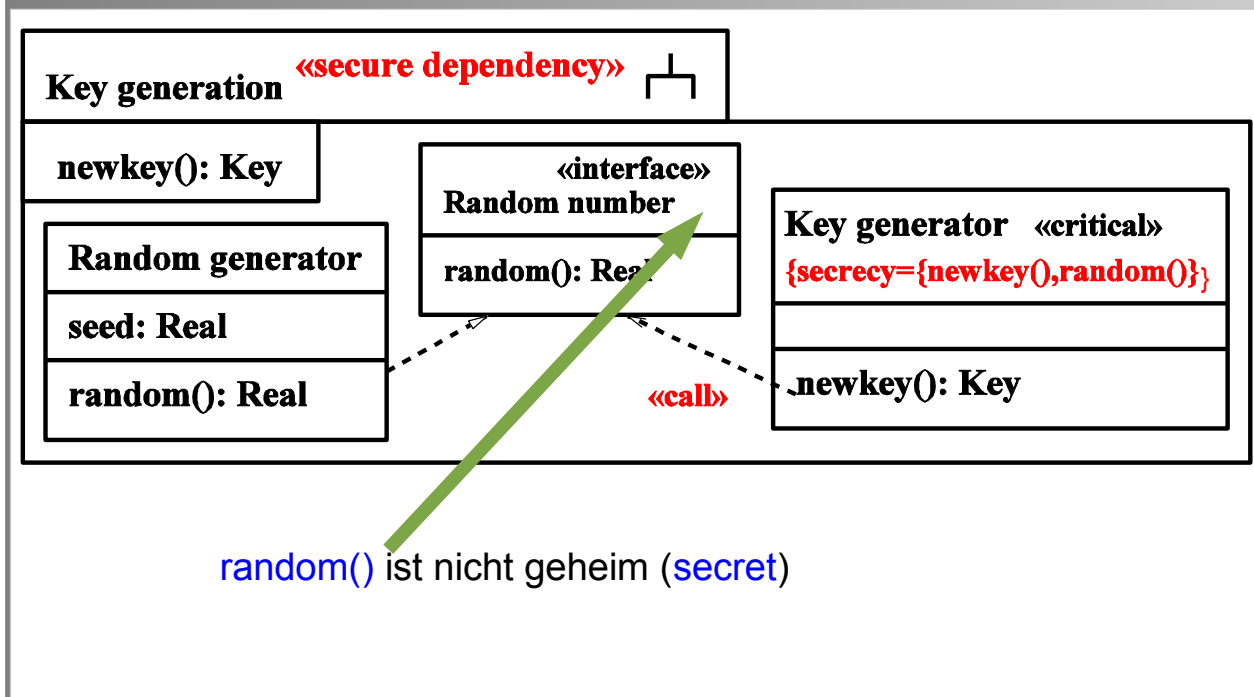 Key generation «secure dependency»
newkey(): Key
«interface»
Random number
random(): Real
Random generator
seed: Real
random(): Real
Key generator «critical»
{secrecy={newkey(),random()}}
newkey(): Key
«call»
random() ist nicht geheim (secret)